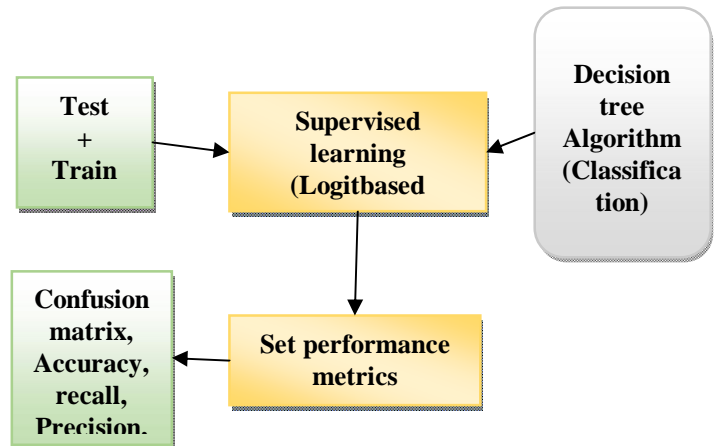 Test
+
Train
Supervised
learning
(Logitbased
Decision
tree
Algorithm
(Classifica
tion)
Set performance
metrics
Confusion
matrix,
Accuracy,
recall,
Precision.